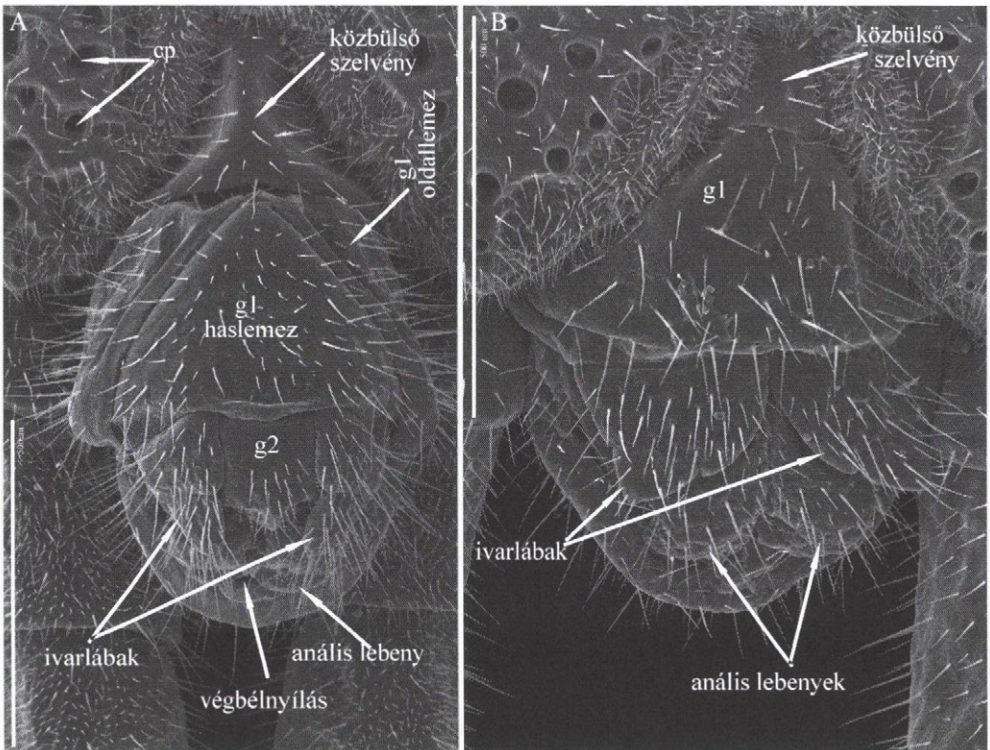 A
cp
közbülső
szelvény
g1
oldallemez
g1
haslemez
g2
ivarlábak
anális lebeny
végbélnyílás
B
közbülső
szelvény
g1
ivarlábak
anális lebenyek